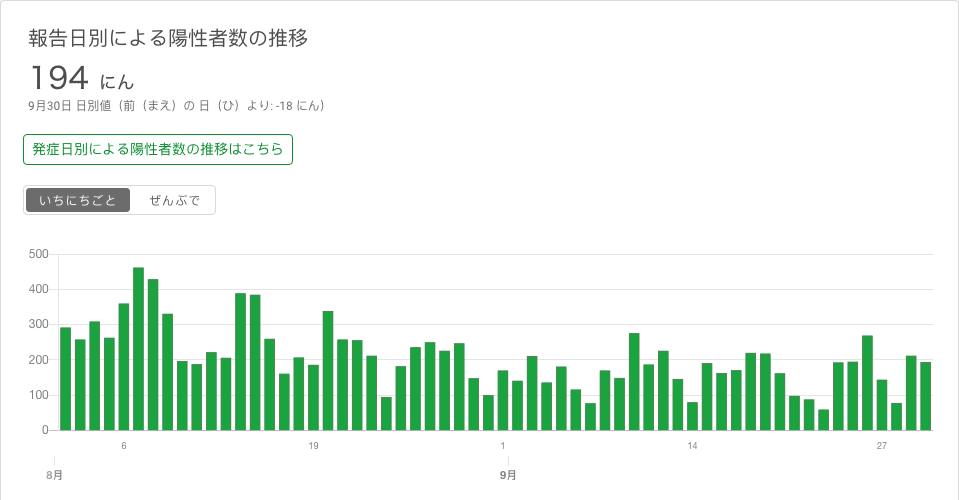 報告日別による陽性者数の推移
194 にん
9月30日 日別値（前（まえ）の 日（ひ）より: -18 にん）
発症日別による陽性者数の推移はこちら
いちにちごと ぜんぶで
500
400
300
200
100
0
6 19 1 14 27
8月 9月